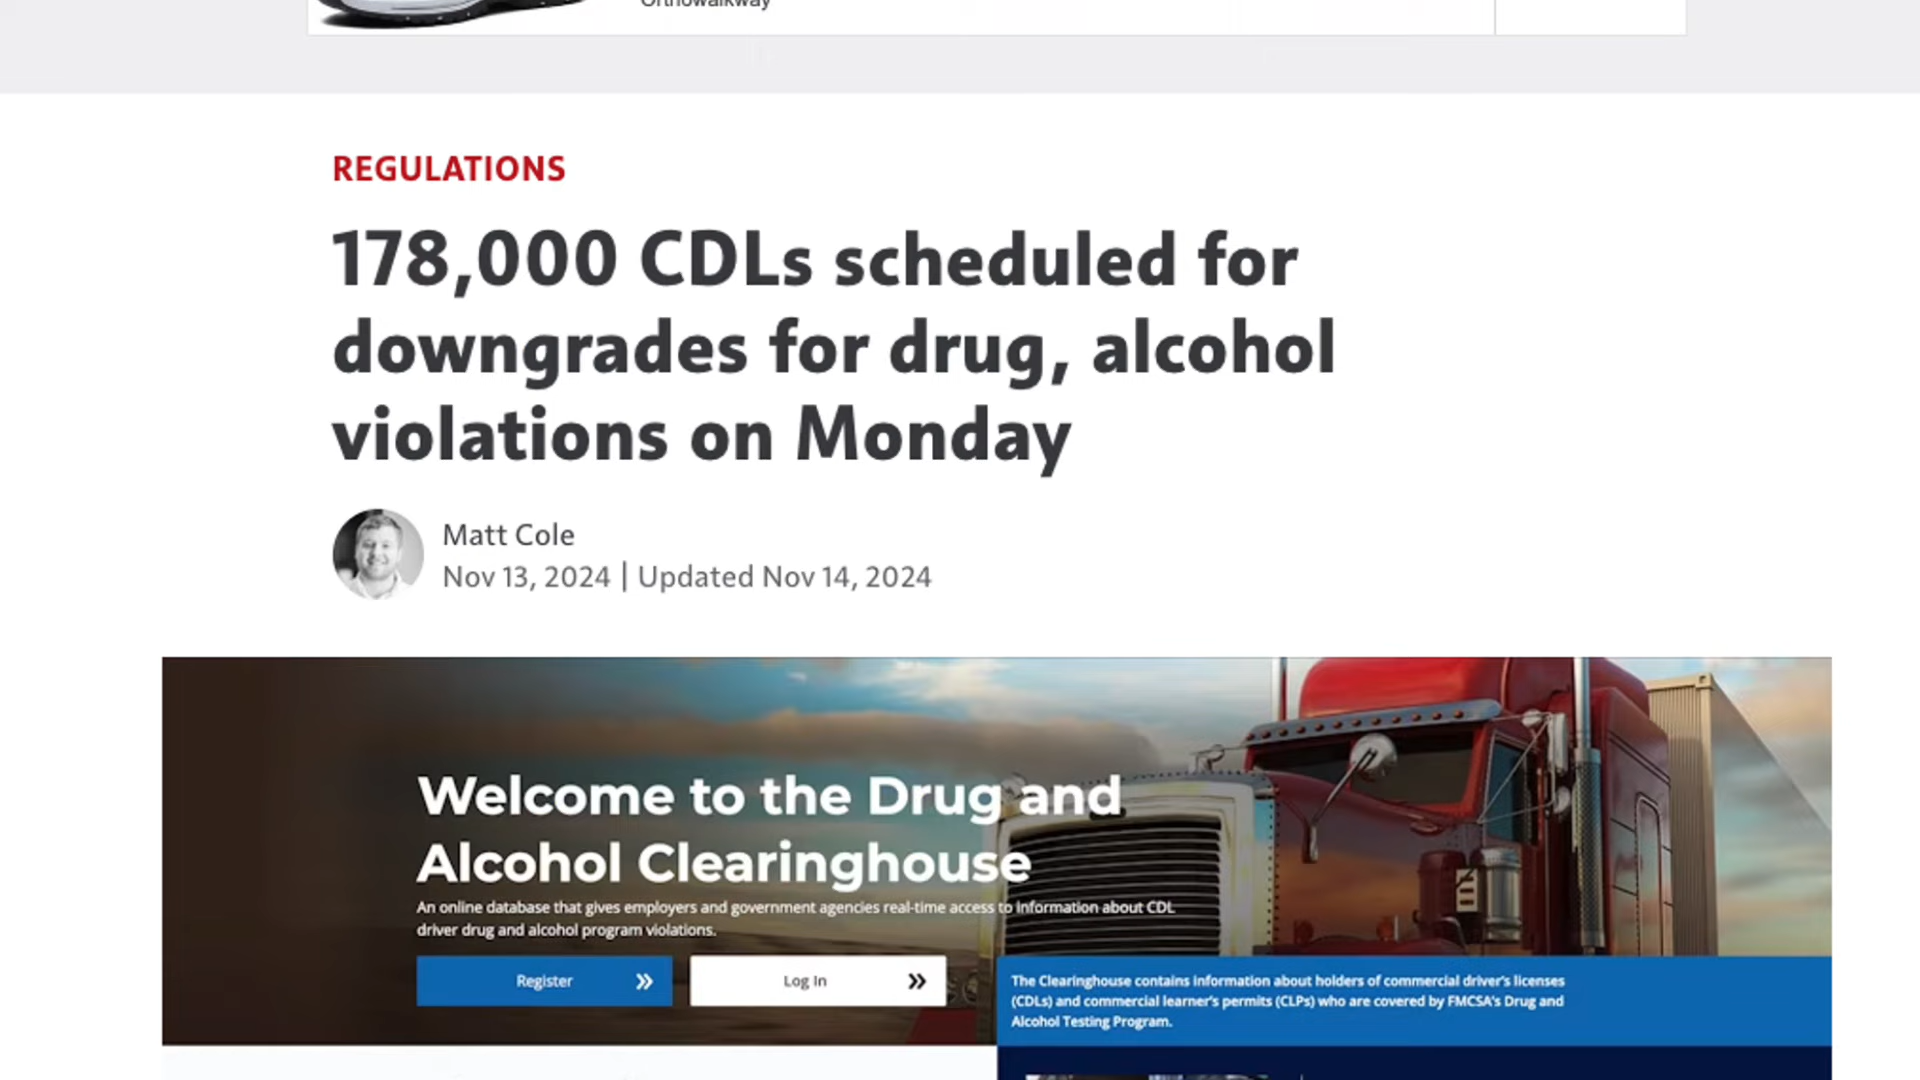 Orthowalkway
REGULATIONS
178,000 CDLs scheduled for
downgrades for drug, alcohol
violations on Monday
Matt Cole
Nov 13, 2024 | Updated Nov 14, 2024
Welcome to the Drug and
Alcohol Clearinghouse
An online database that gives employers and government agencies real-time access to information about CDL
driver drug and alcohol program violations.
Register
Log In
The Clearinghouse contains information about holders of commercial driver's licenses
(CDLs) and commercial learner's permits (CLPs) who are covered by FMCSA's Drug and
Alcohol Testing Program.